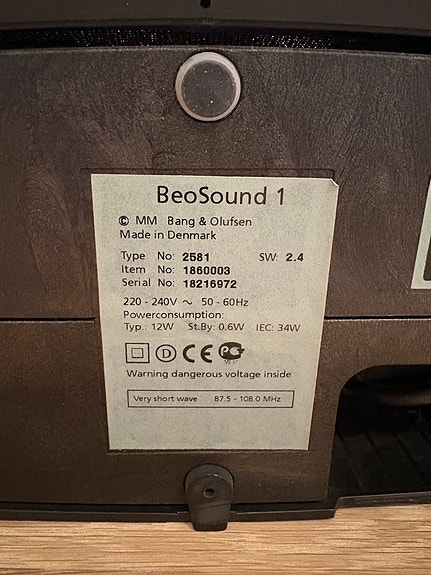 BeoSound 1
© MM Bang & Olufsen
Made in Denmark
Type No: 2581 SW: 2.4
Item No: 1860003
Serial No: 18216972
220 - 240V ~ 50 - 60Hz
Powerconsumption:
Typ.: 12W St.By: 0.6W IEC: 34W
D CE PC
Warning dangerous voltage inside
Very short wave 87.5 - 108.0 MHz